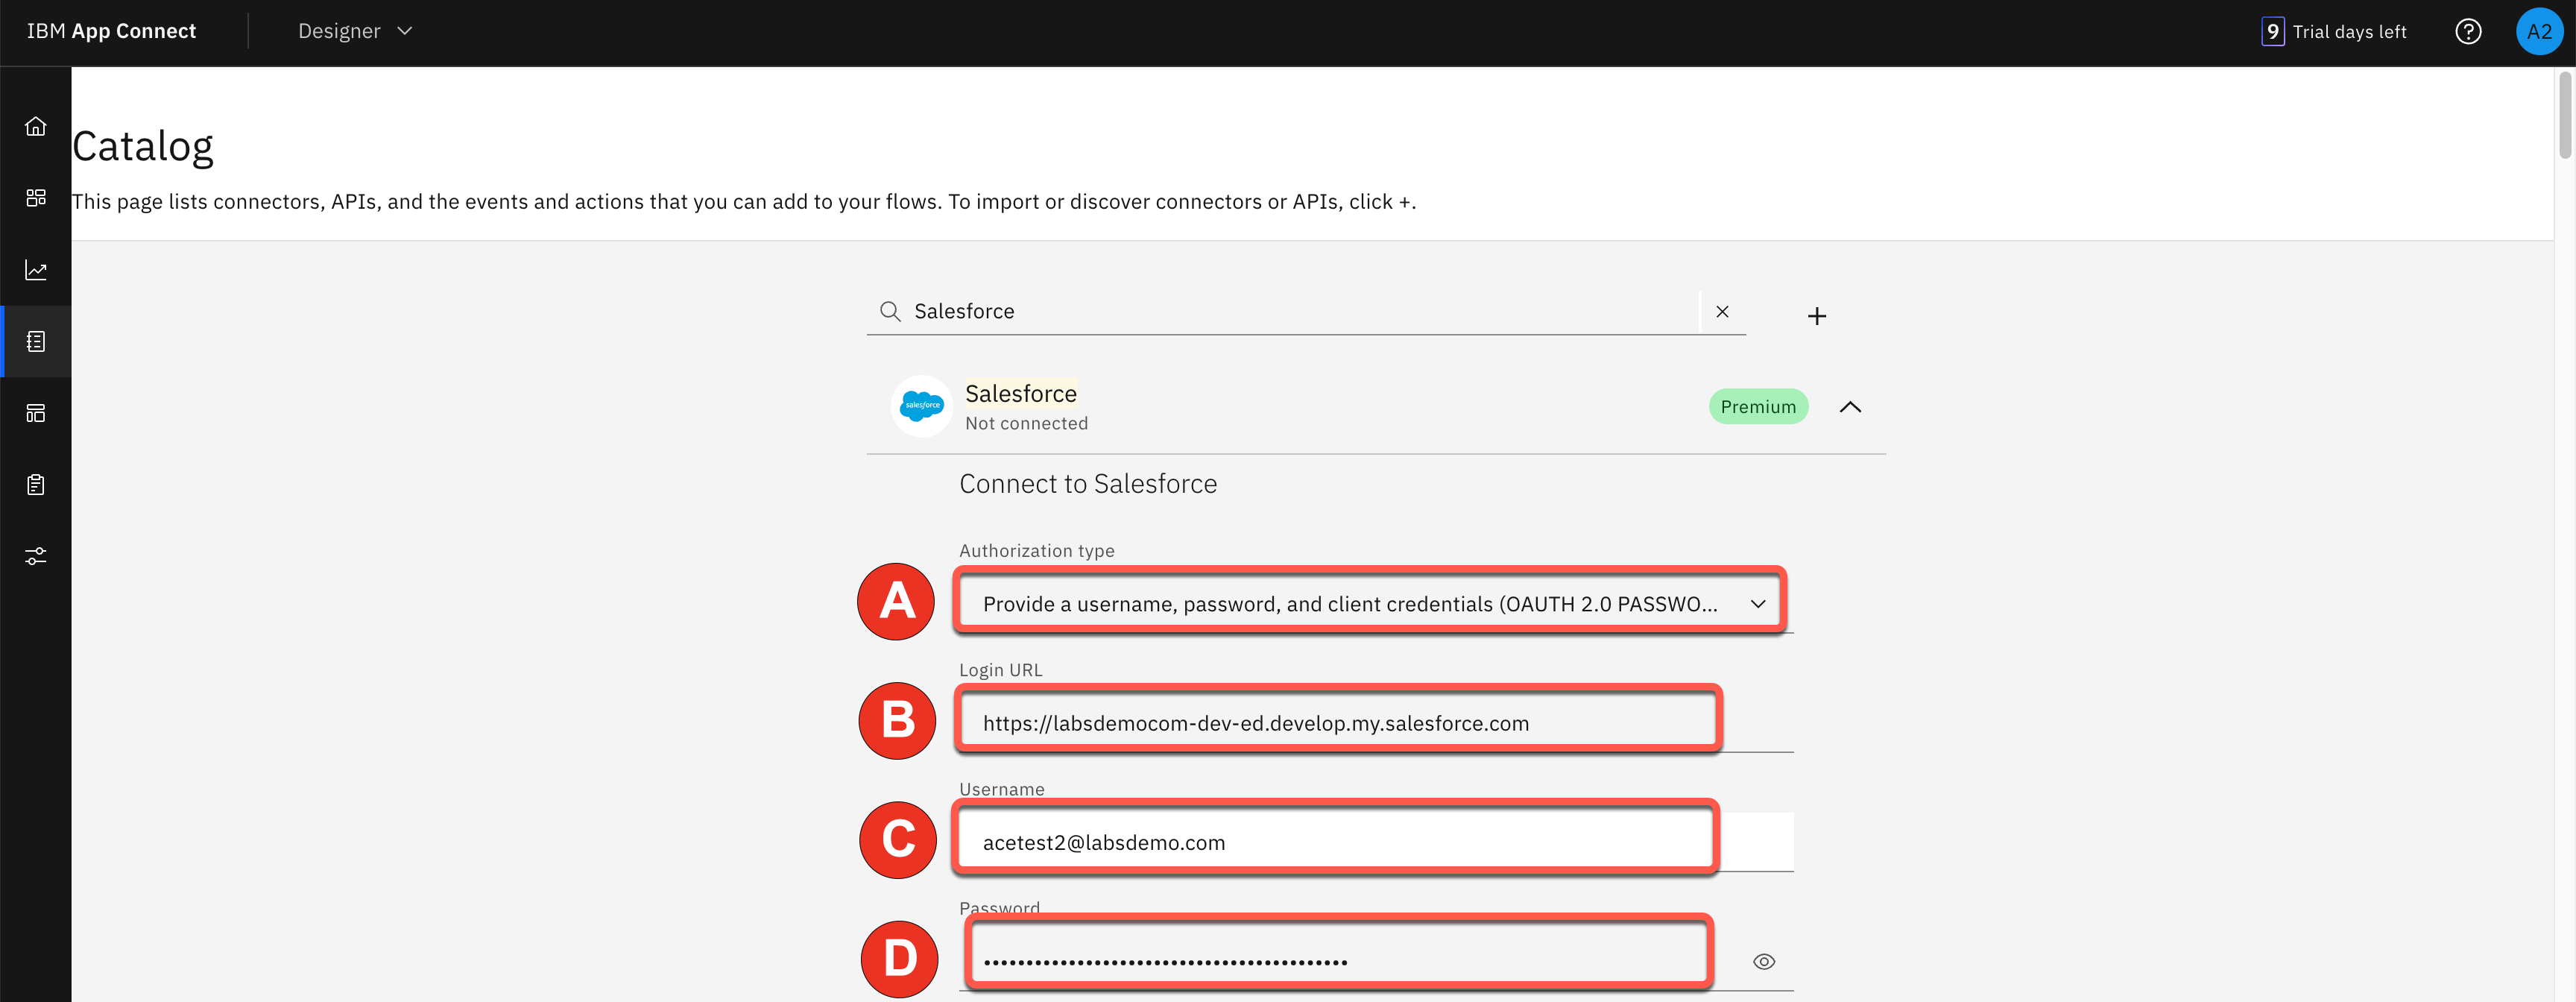 IBM App Connect
Designer
9 Trial days left
A2
Catalog
This page lists connectors, APIs, and the events and actions that you can add to your flows. To import or discover connectors or APIs, click +.
Salesforce
salesforce
Salesforce
Premium
Not connected
Connect to Salesforce
Authorization type
A
Provide a username, password, and client credentials (OAUTH 2.0 PASSWO...
Login URL
B
https://labsdemocom-dev-ed.develop.my.salesforce.com
Username
C
acetest2@labsdemo.com
Password
D